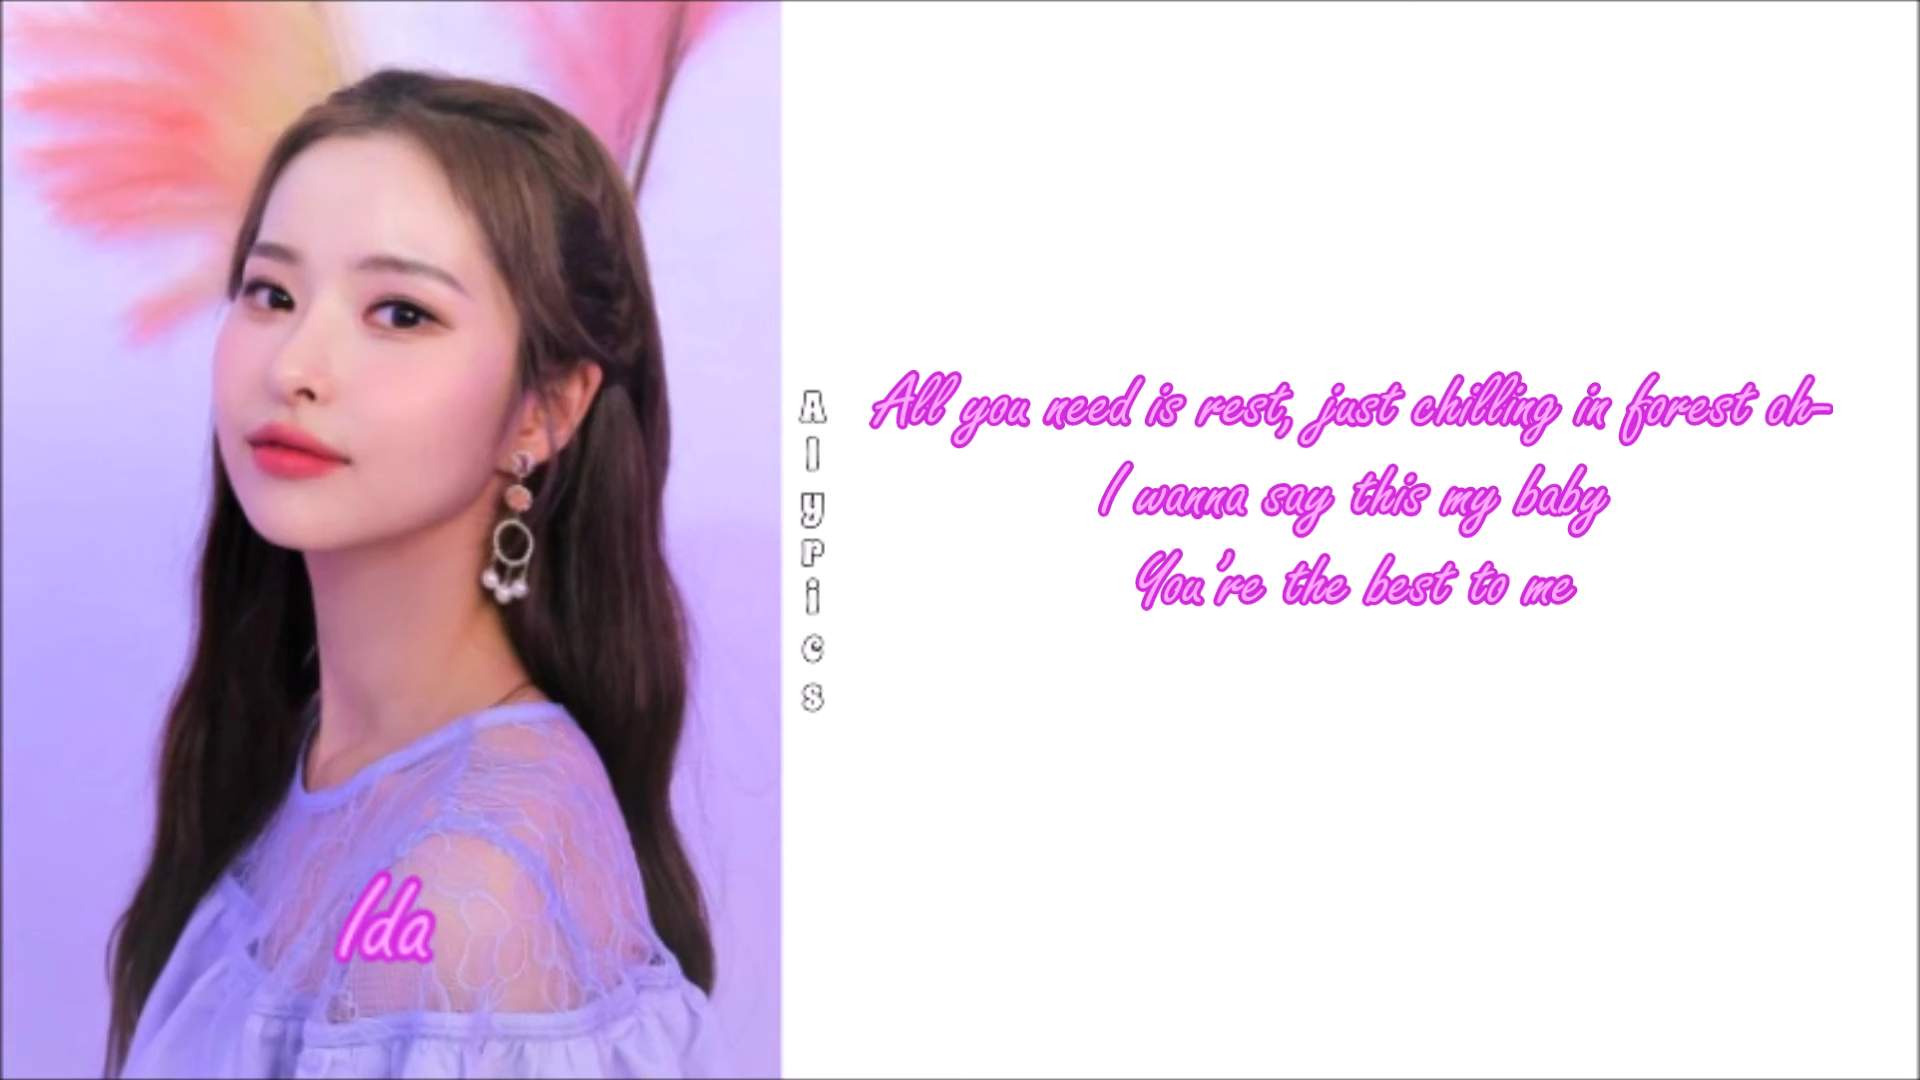 All you need is rest, just chilling in forest oh-
I wanna say this my baby
You're the best to me
Alyrics
Ida